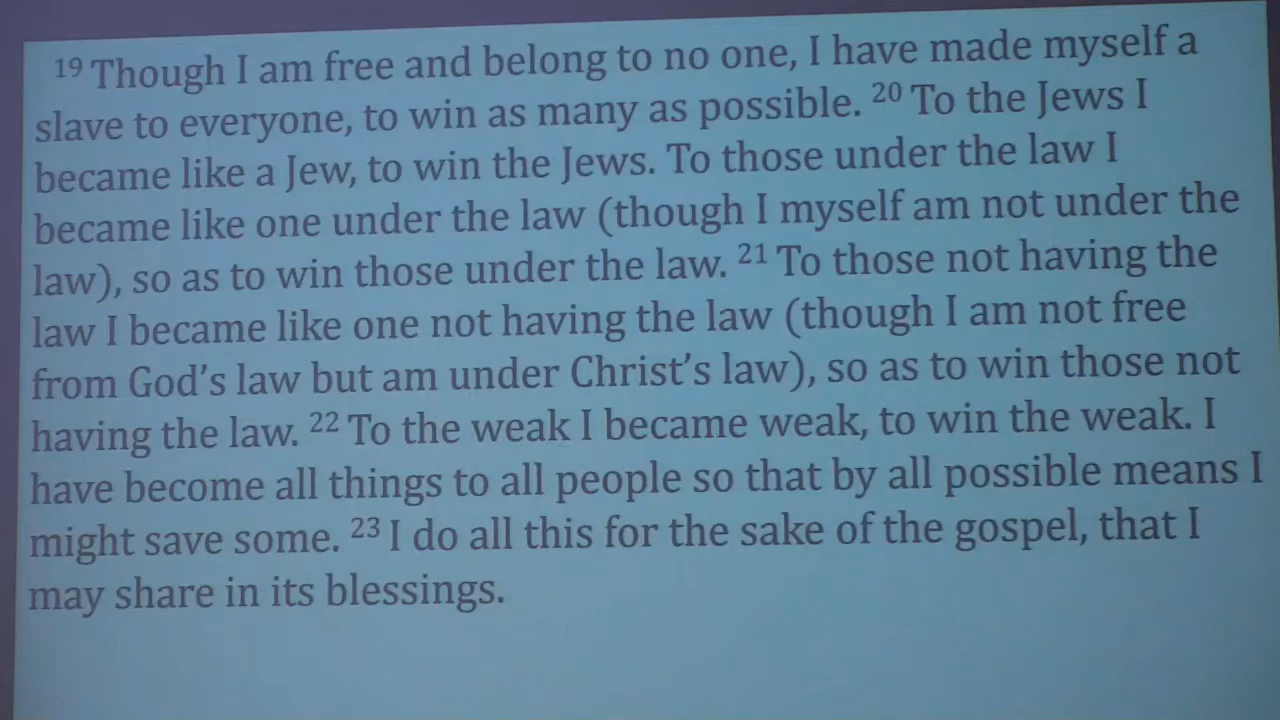 19 Though I am free and belong to no one, I have made myself a
slave to everyone, to win as many as possible. 20 To the Jews I
became like a Jew, to win the Jews. To those under the law I
became like one under the law (though I myself am not under the
law), so as to win those under the law. 21 To those not having the
law I became like one not having the law (though I am not free
from God’s law but am under Christ’s law), so as to win those not
having the law. 22 To the weak I became weak, to win the weak. I
have become all things to all people so that by all possible means I
might save some. 23 I do all this for the sake of the gospel, that I
may share in its blessings.